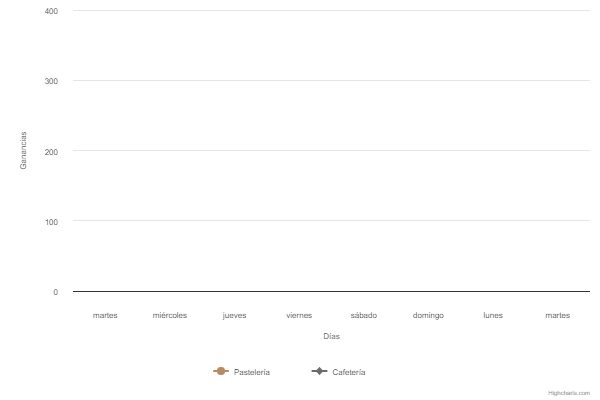 400
300
200
100
0
Ganancias
martes miércoles jueves viernes sábado domingo lunes martes
Días
Pastelería Cafetería
Highcharts.com